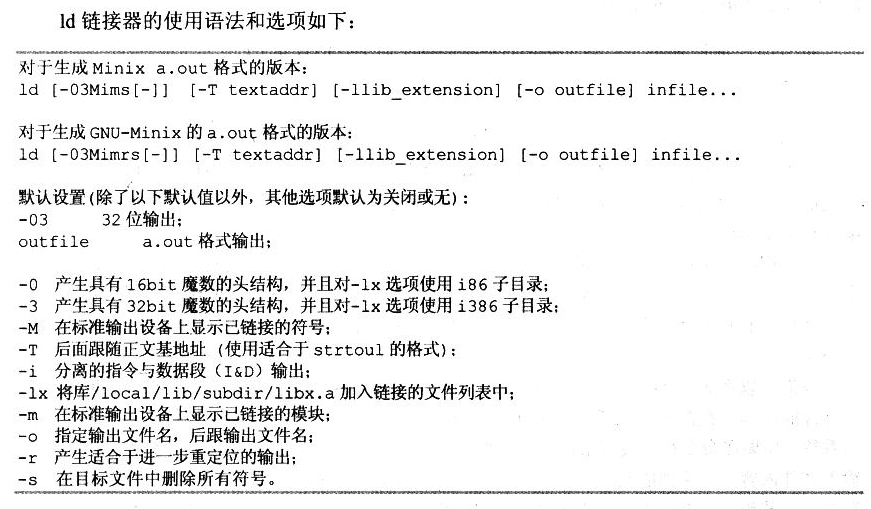 ld 链接器的使用语法和选项如下：
对于生成 Minix a.out 格式的版本：
ld [-03Mims[-]] [-T textaddr] [-llib_extension] [-o outfile] infile...
对于生成 GNU-Minix 的 a.out 格式的版本：
ld [-03Mimrs[-]] [-T textaddr] [-llib_extension] [-o outfile] infile...
默认设置(除了以下默认值以外，其他选项默认为关闭或无)：
-03 32 位输出；
outfile a.out 格式输出；
-0 产生具有 16bit 魔数的头结构，并且对-lx 选项使用 i86 子目录；
-3 产生具有 32bit 魔数的头结构，并且对-lx 选项使用 i386 子目录；
-M 在标准输出设备上显示已链接的符号；
-T 后面跟随正文基地址 (使用适合于 strtoul 的格式)；
-i 分离的指令与数据段（I&D）输出；
-lx 将库/local/lib/subdir/libx.a 加入链接的文件列表中；
-m 在标准输出设备上显示已链接的模块；
-o 指定输出文件名，后跟输出文件名；
-r 产生适合于进一步重定位的输出；
-s 在目标文件中删除所有符号。